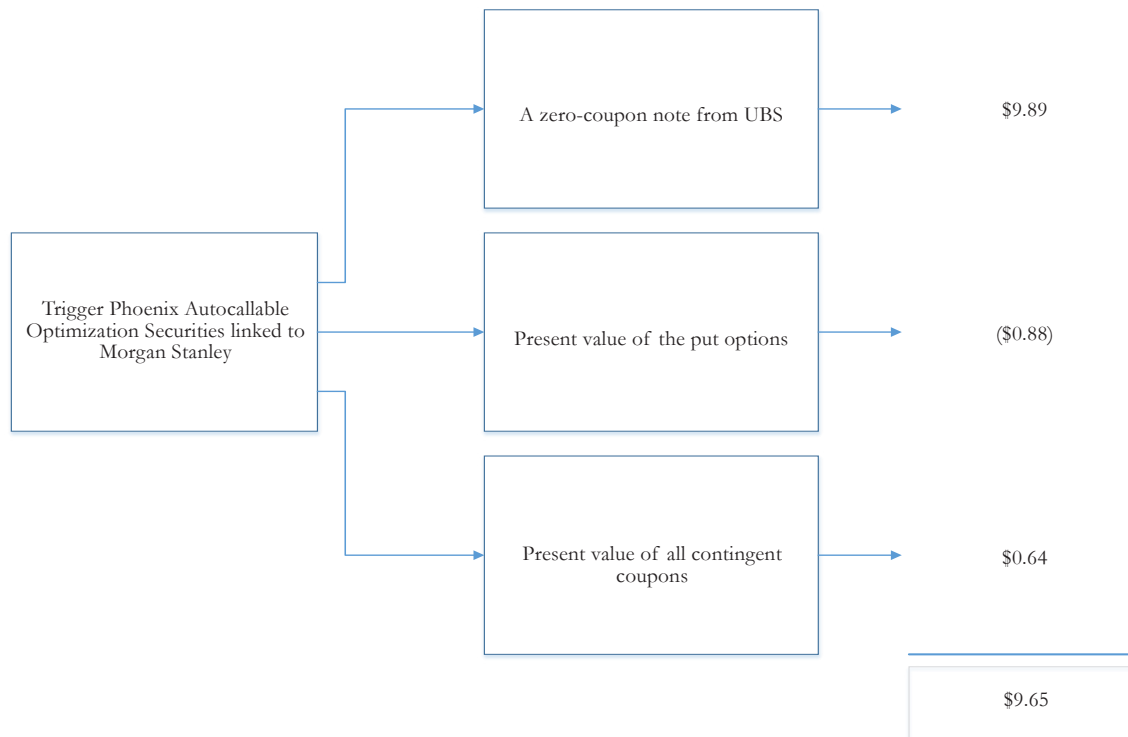 A zero-coupon note from UBS
$9.89
Trigger Phoenix Autocallable
Optimization Securities linked to
Morgan Stanley
Present value of the put options
($0.88)
Present value of all contingent
coupons
$0.64
$9.65